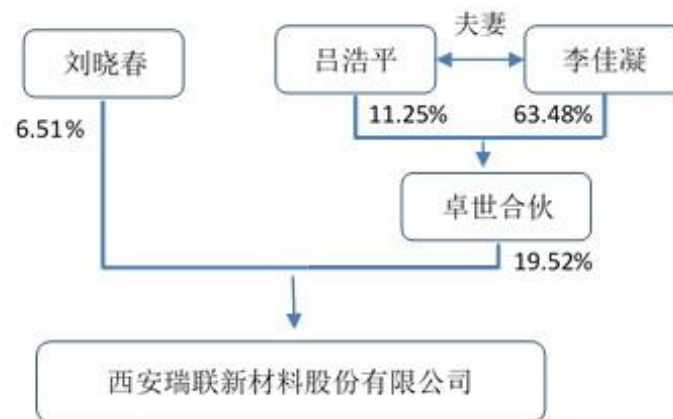 夫妻
刘晓春
吕浩平
李佳凝
6.51%
11.25%
63.48%
卓世合伙
19.52%
西安瑞联新材料股份有限公司